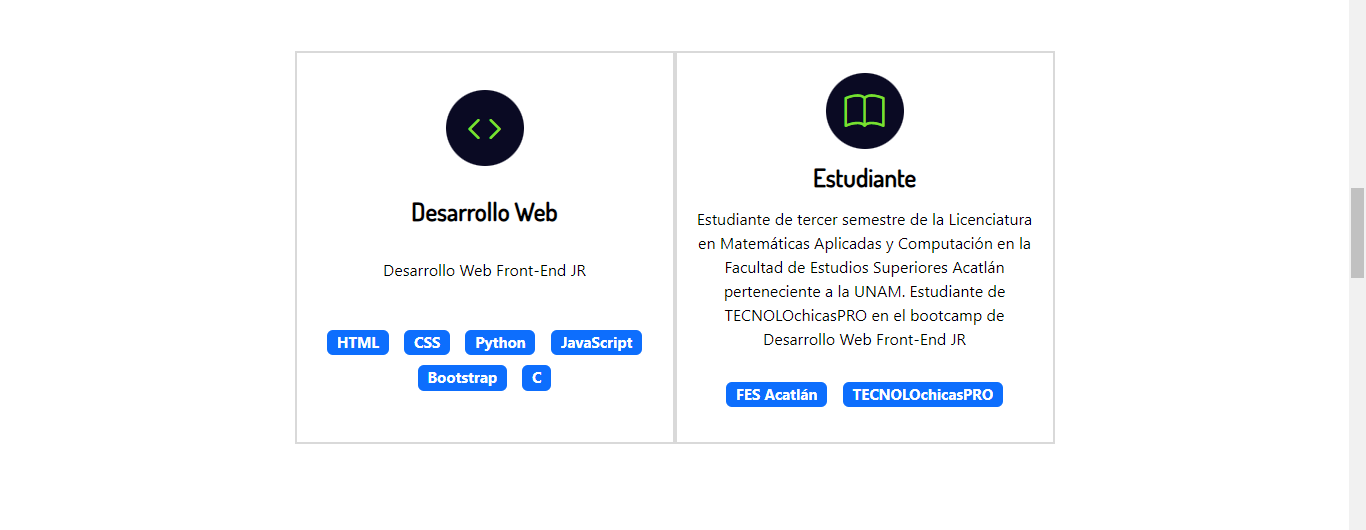 Desarrollo Web
Desarrollo Web Front-End JR
HTML CSS Python JavaScript
Bootstrap C
Estudiante
Estudiante de tercer semestre de la Licenciatura
en Matemáticas Aplicadas y Computación en la
Facultad de Estudios Superiores Acatlán
perteneciente a la UNAM. Estudiante de
TECNOLOchicasPRO en el bootcamp de
Desarrollo Web Front-End JR
FES Acatlán TECNOLOchicasPRO